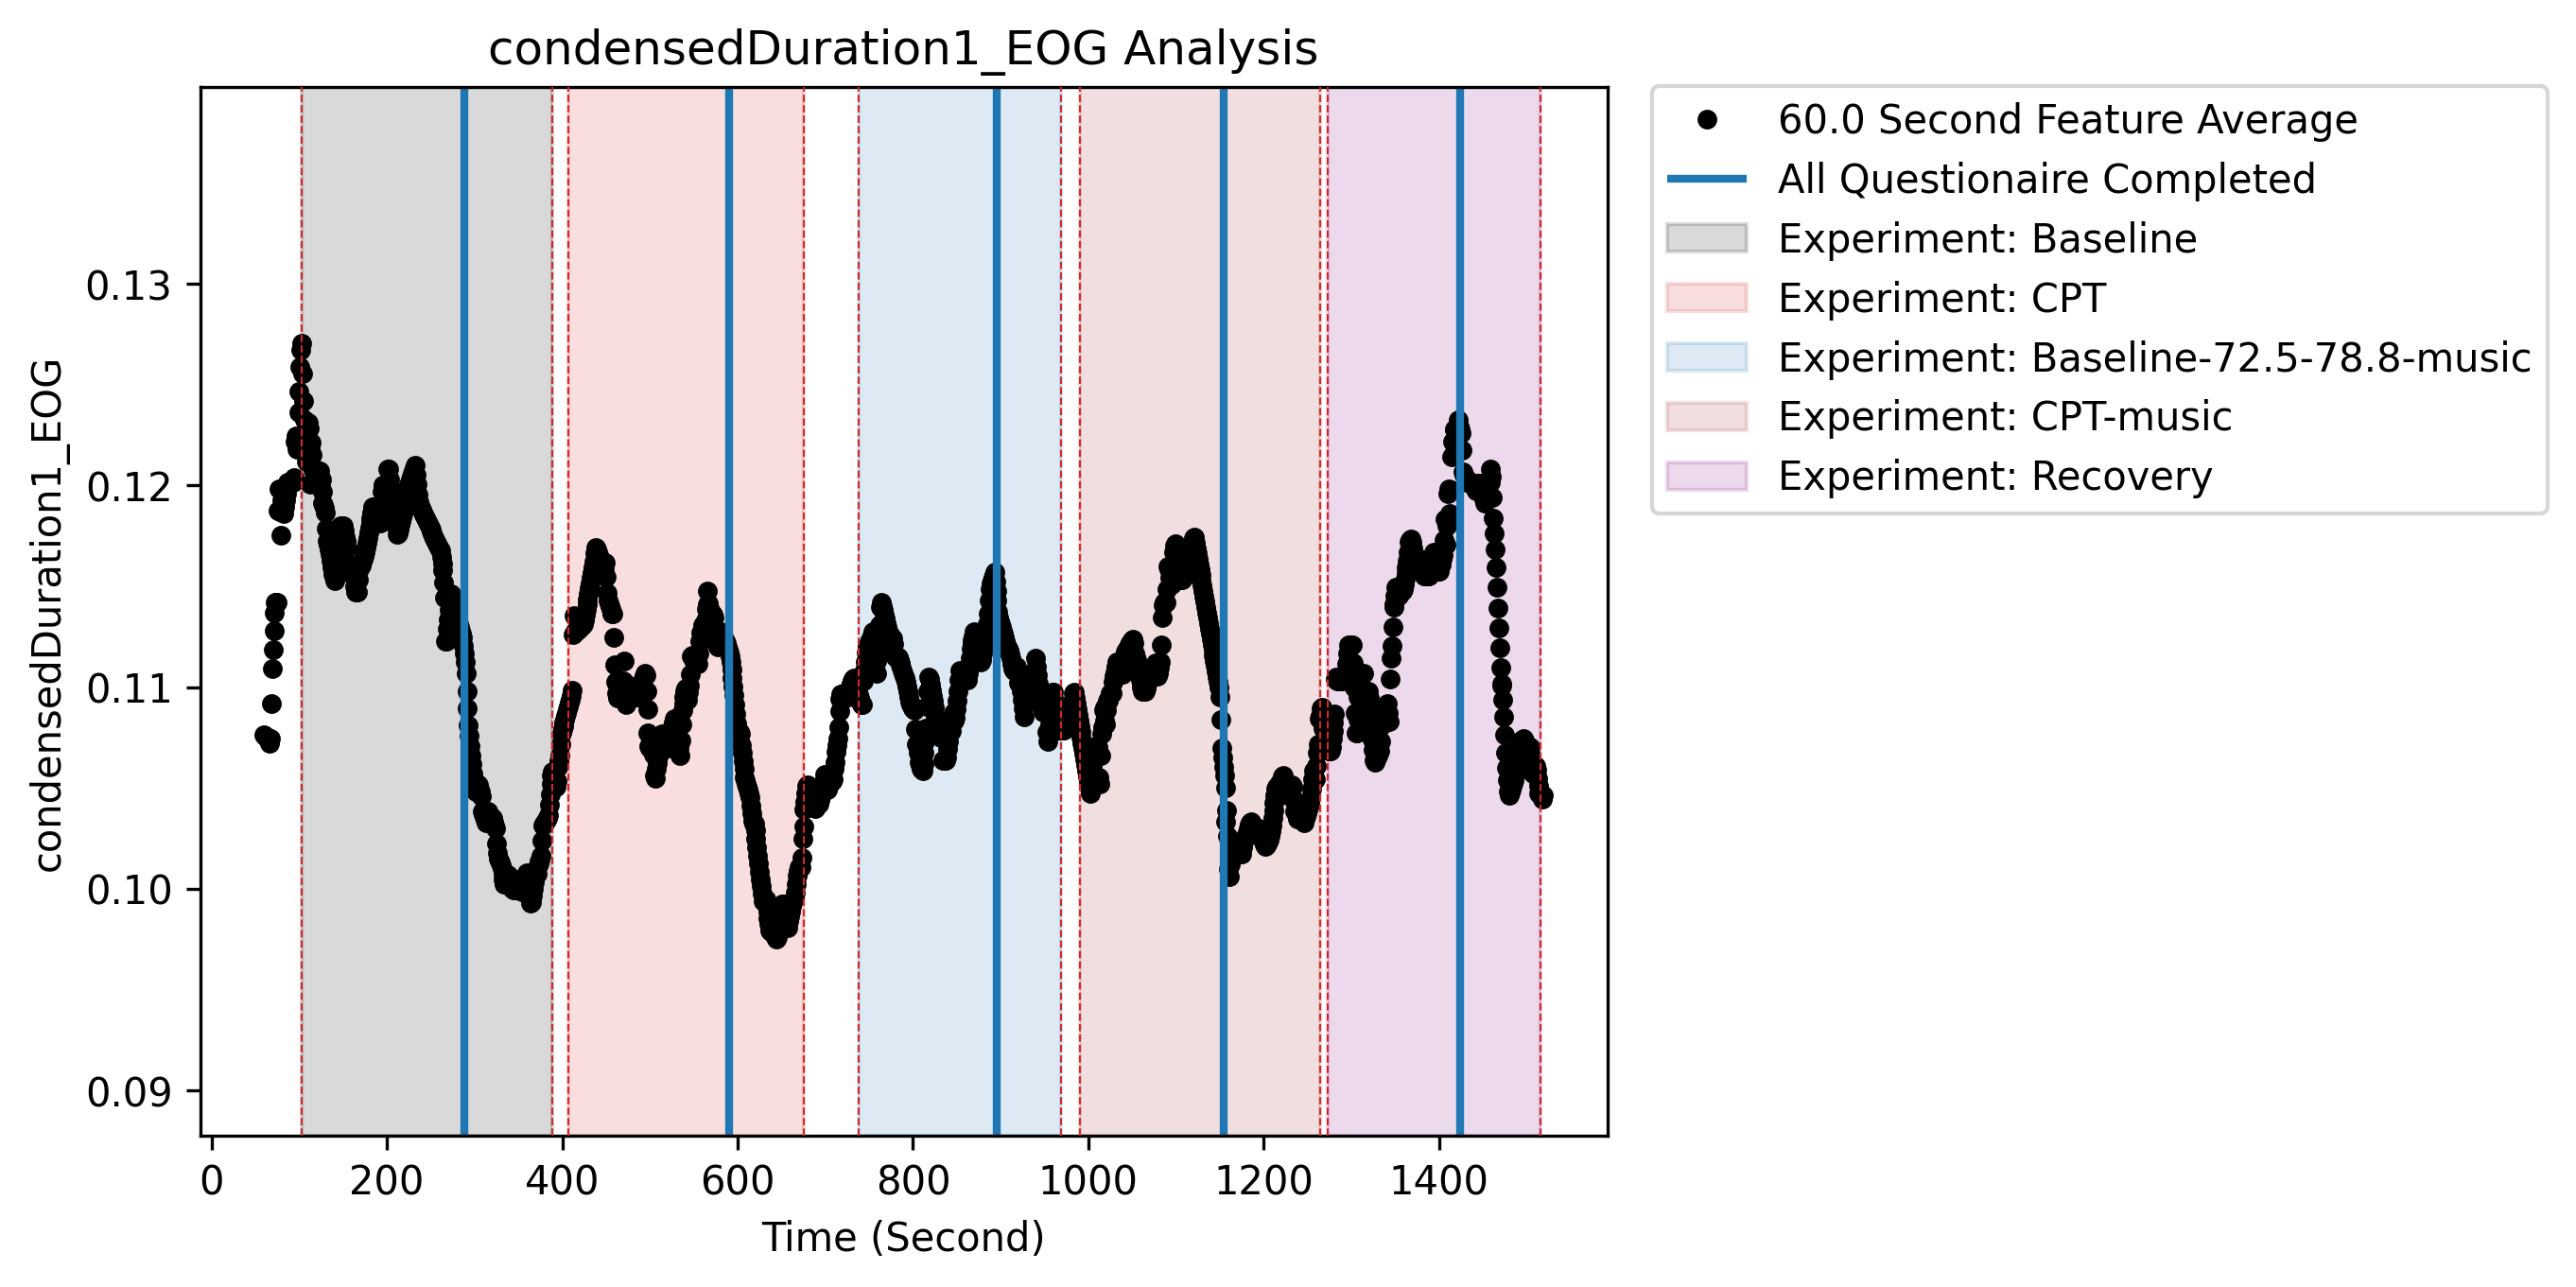 condensedDuration1_EOG Analysis
condensedDuration1_EOG
0.13
0.12
0.11
0.10
0.09
0 200 400 600 800 1000 1200 1400
Time (Second)
60.0 Second Feature Average
All Questionaire Completed
Experiment: Baseline
Experiment: CPT
Experiment: Baseline-72.5-78.8-music
Experiment: CPT-music
Experiment: Recovery